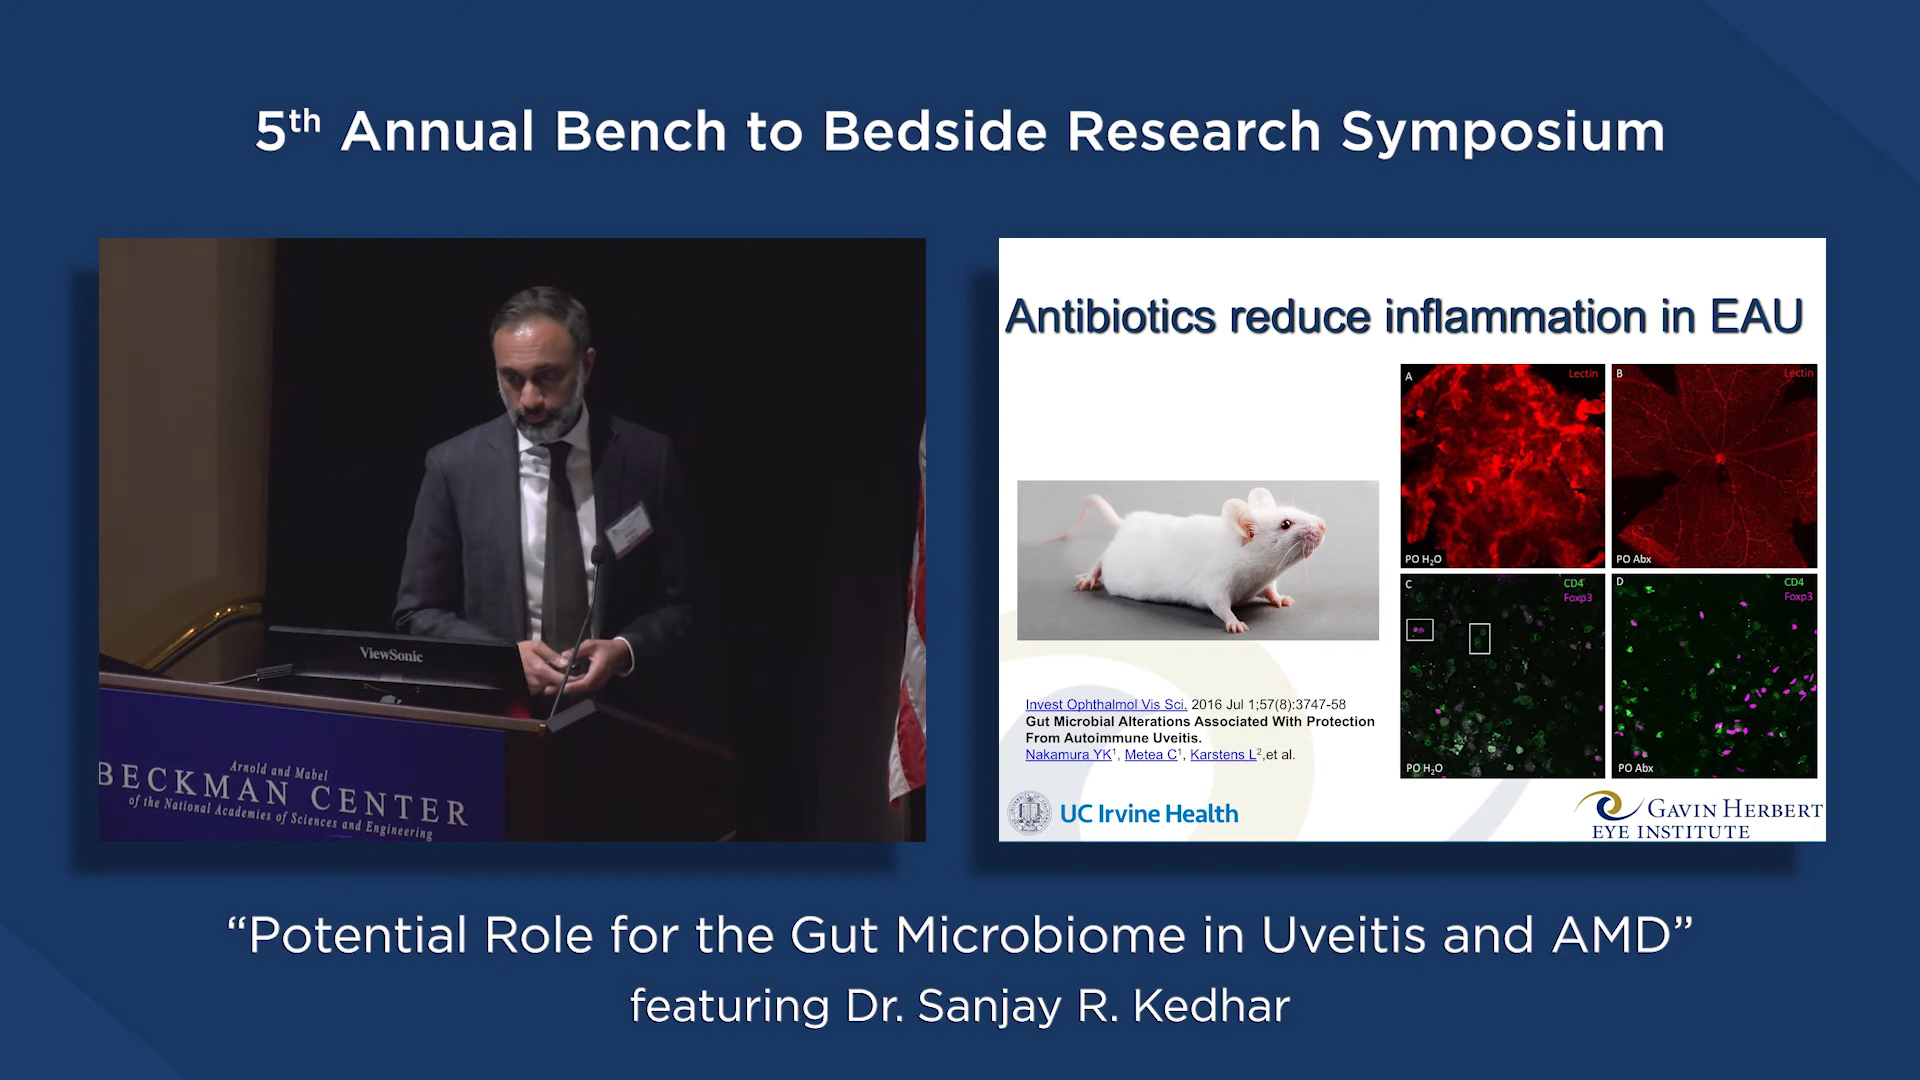 5th Annual Bench to Bedside Research Symposium
ViewSonic
Arnold and Mabel
BECKMAN CENTER
of the National Academies of Sciences and Engineering
Antibiotics reduce inflammation in EAU
A
Lectin
PO H2O
B
Lectin
PO Abx
C
CD4
Foxp3
PO H2O
D
CD4
Foxp3
PO Abx
Invest Ophthalmol Vis Sci. 2016 Jul 1;57(8):3747-58
Gut Microbial Alterations Associated With Protection
From Autoimmune Uveitis.
Nakamura YK1, Metea C1, Karstens L2,et al.
UC Irvine Health
GAVIN HERBERT
EYE INSTITUTE
“Potential Role for the Gut Microbiome in Uveitis and AMD”
featuring Dr. Sanjay R. Kedhar